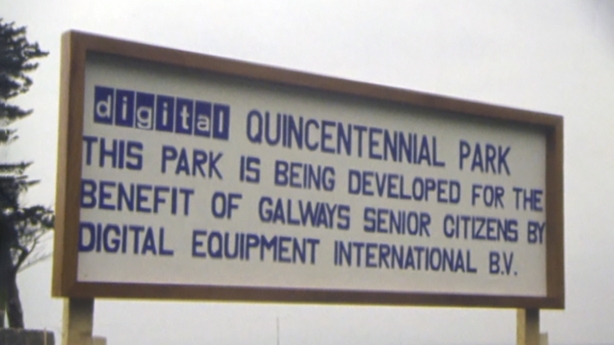 digital QUINCENTENNIAL PARK
THIS PARK IS BEING DEVELOPED FOR THE
BENEFIT OF GALWAYS SENIOR CITIZENS BY
DIGITAL EQUIPMENT INTERNATIONAL B.V.